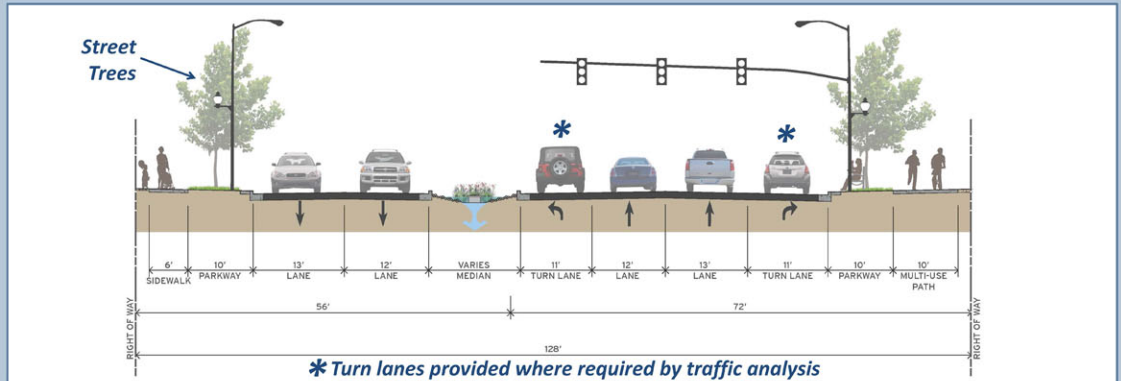 Street
Trees
*
*
6'
SIDEWALK
10'
PARKWAY
13'
LANE
12'
LANE
VARIES
MEDIAN
11'
TURN LANE
12'
LANE
13'
LANE
11'
TURN LANE
10'
PARKWAY
10'
MULTI-USE
PATH
RIGHT OF WAY
56'
72'
RIGHT OF WAY
128'
* Turn lanes provided where required by traffic analysis